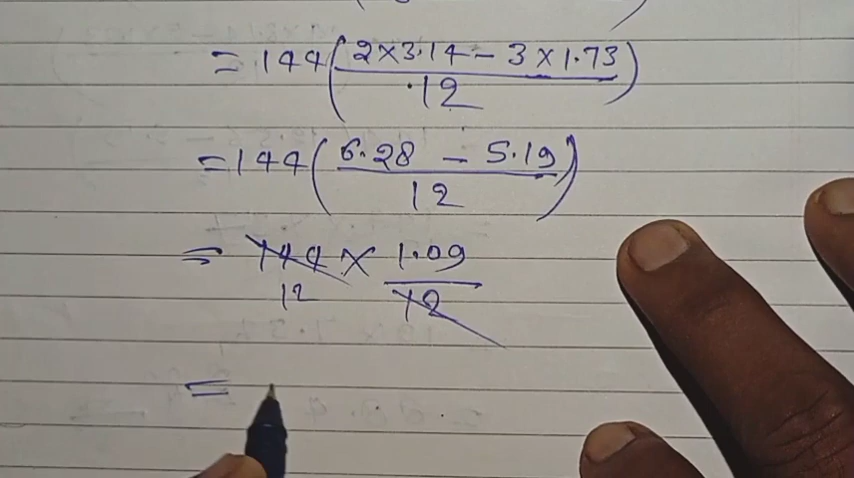 = 144 ( 2×3.14 - 3×1.73 / 12 )
= 144 ( 6.28 - 5.19 / 12 )
= 144 × 1.09 / 12
12
=